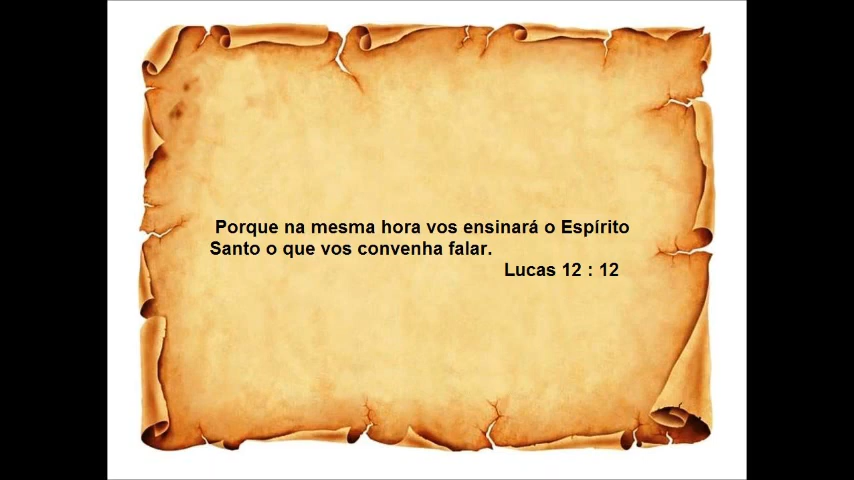 Porque na mesma hora vos ensinará o Espírito
Santo o que vos convenha falar.
Lucas 12 : 12